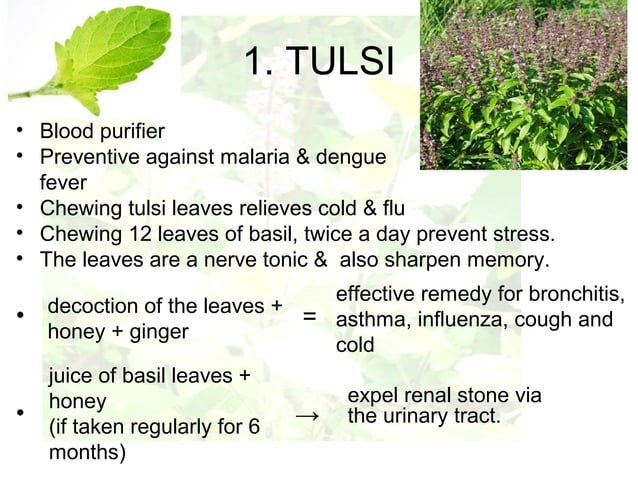 1. TULSI
• Blood purifier
• Preventive against malaria & dengue
fever
• Chewing tulsi leaves relieves cold & flu
• Chewing 12 leaves of basil, twice a day prevent stress.
• The leaves are a nerve tonic & also sharpen memory.
• decoction of the leaves +
honey + ginger
=
effective remedy for bronchitis,
asthma, influenza, cough and
cold
• juice of basil leaves +
honey
(if taken regularly for 6
months)
→
expel renal stone via
the urinary tract.